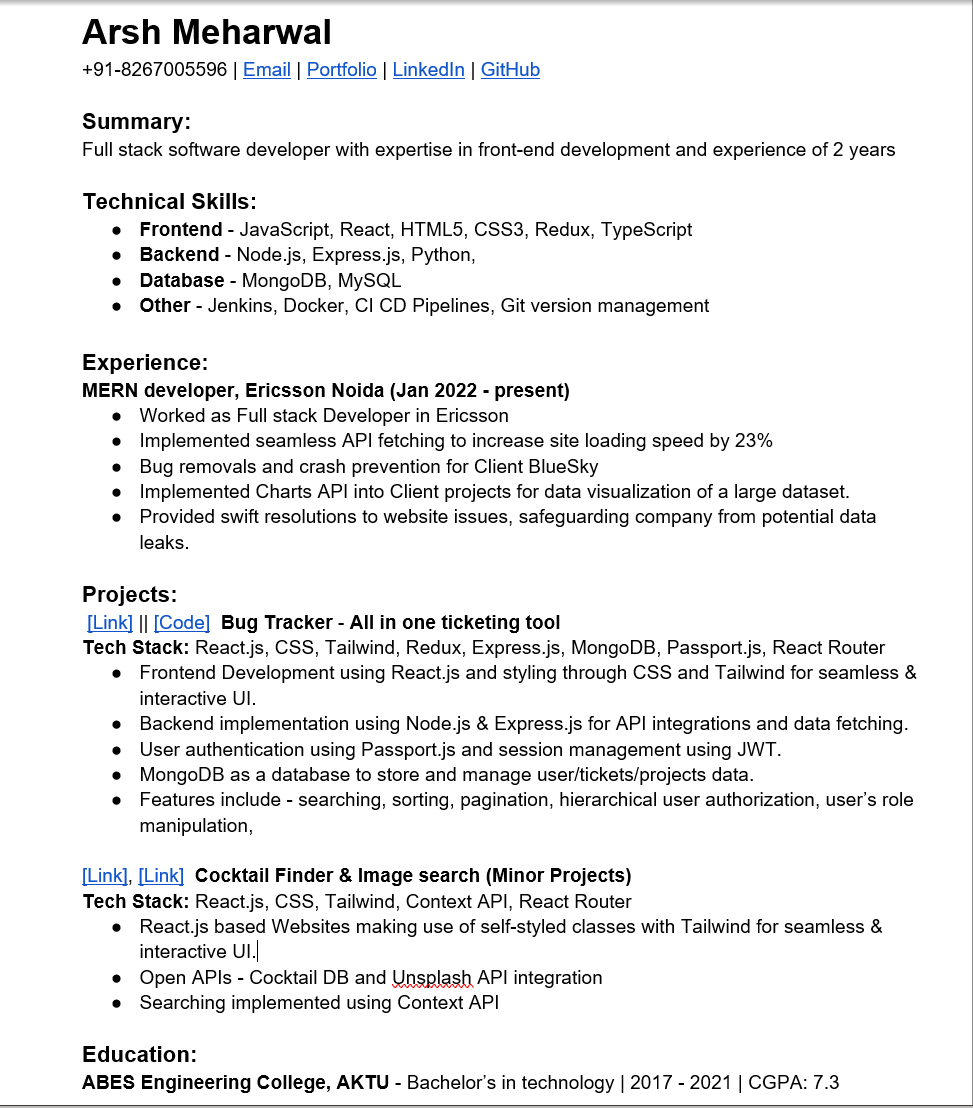 Arsh Meharwal
+91-8267005596 | Email | Portfolio | LinkedIn | GitHub
Summary:
Full stack software developer with expertise in front-end development and experience of 2 years
Technical Skills:
● Frontend - JavaScript, React, HTML5, CSS3, Redux, TypeScript
● Backend - Node.js, Express.js, Python,
● Database - MongoDB, MySQL
● Other - Jenkins, Docker, CI CD Pipelines, Git version management
Experience:
MERN developer, Ericsson Noida (Jan 2022 - present)
● Worked as Full stack Developer in Ericsson
● Implemented seamless API fetching to increase site loading speed by 23%
● Bug removals and crash prevention for Client BlueSky
● Implemented Charts API into Client projects for data visualization of a large dataset.
● Provided swift resolutions to website issues, safeguarding company from potential data
leaks.
Projects:
[Link] || [Code] Bug Tracker - All in one ticketing tool
Tech Stack: React.js, CSS, Tailwind, Redux, Express.js, MongoDB, Passport.js, React Router
● Frontend Development using React.js and styling through CSS and Tailwind for seamless &
interactive UI.
● Backend implementation using Node.js & Express.js for API integrations and data fetching.
● User authentication using Passport.js and session management using JWT.
● MongoDB as a database to store and manage user/tickets/projects data.
● Features include - searching, sorting, pagination, hierarchical user authorization, user’s role
manipulation,
[Link], [Link] Cocktail Finder & Image search (Minor Projects)
Tech Stack: React.js, CSS, Tailwind, Context API, React Router
● React.js based Websites making use of self-styled classes with Tailwind for seamless &
interactive UI.
● Open APIs - Cocktail DB and Unsplash API integration
● Searching implemented using Context API
Education:
ABES Engineering College, AKTU - Bachelor’s in technology | 2017 - 2021 | CGPA: 7.3